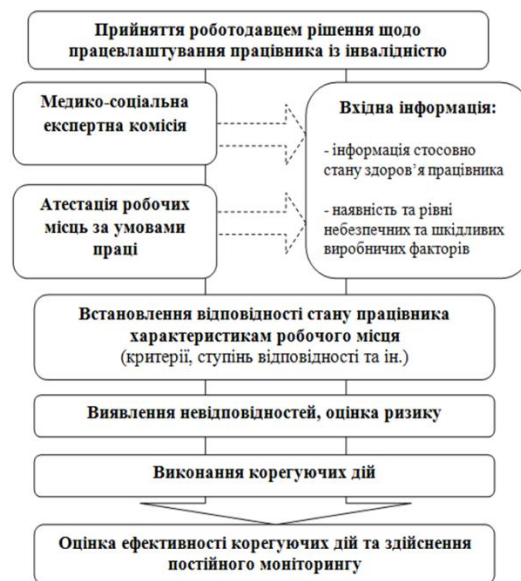 Прийняття роботодавцем рішення щодо
працевлаштування працівника із інвалідністю
Медико-соціальна
експертна комісія
Атестація робочих
місць за умовами
праці
Вхідна інформація:
- інформація стосовно
стану здоров'я працівника
- наявність та рівні
небезпечних та шкідливих
виробничих факторів
Встановлення відповідності стану працівника
характеристикам робочого місця
(критерії, ступінь відповідності та ін.)
Виявлення невідповідностей, оцінка ризику
Виконання корегуючих дій
Оцінка ефективності корегуючих дій та здійснення
постійного моніторингу